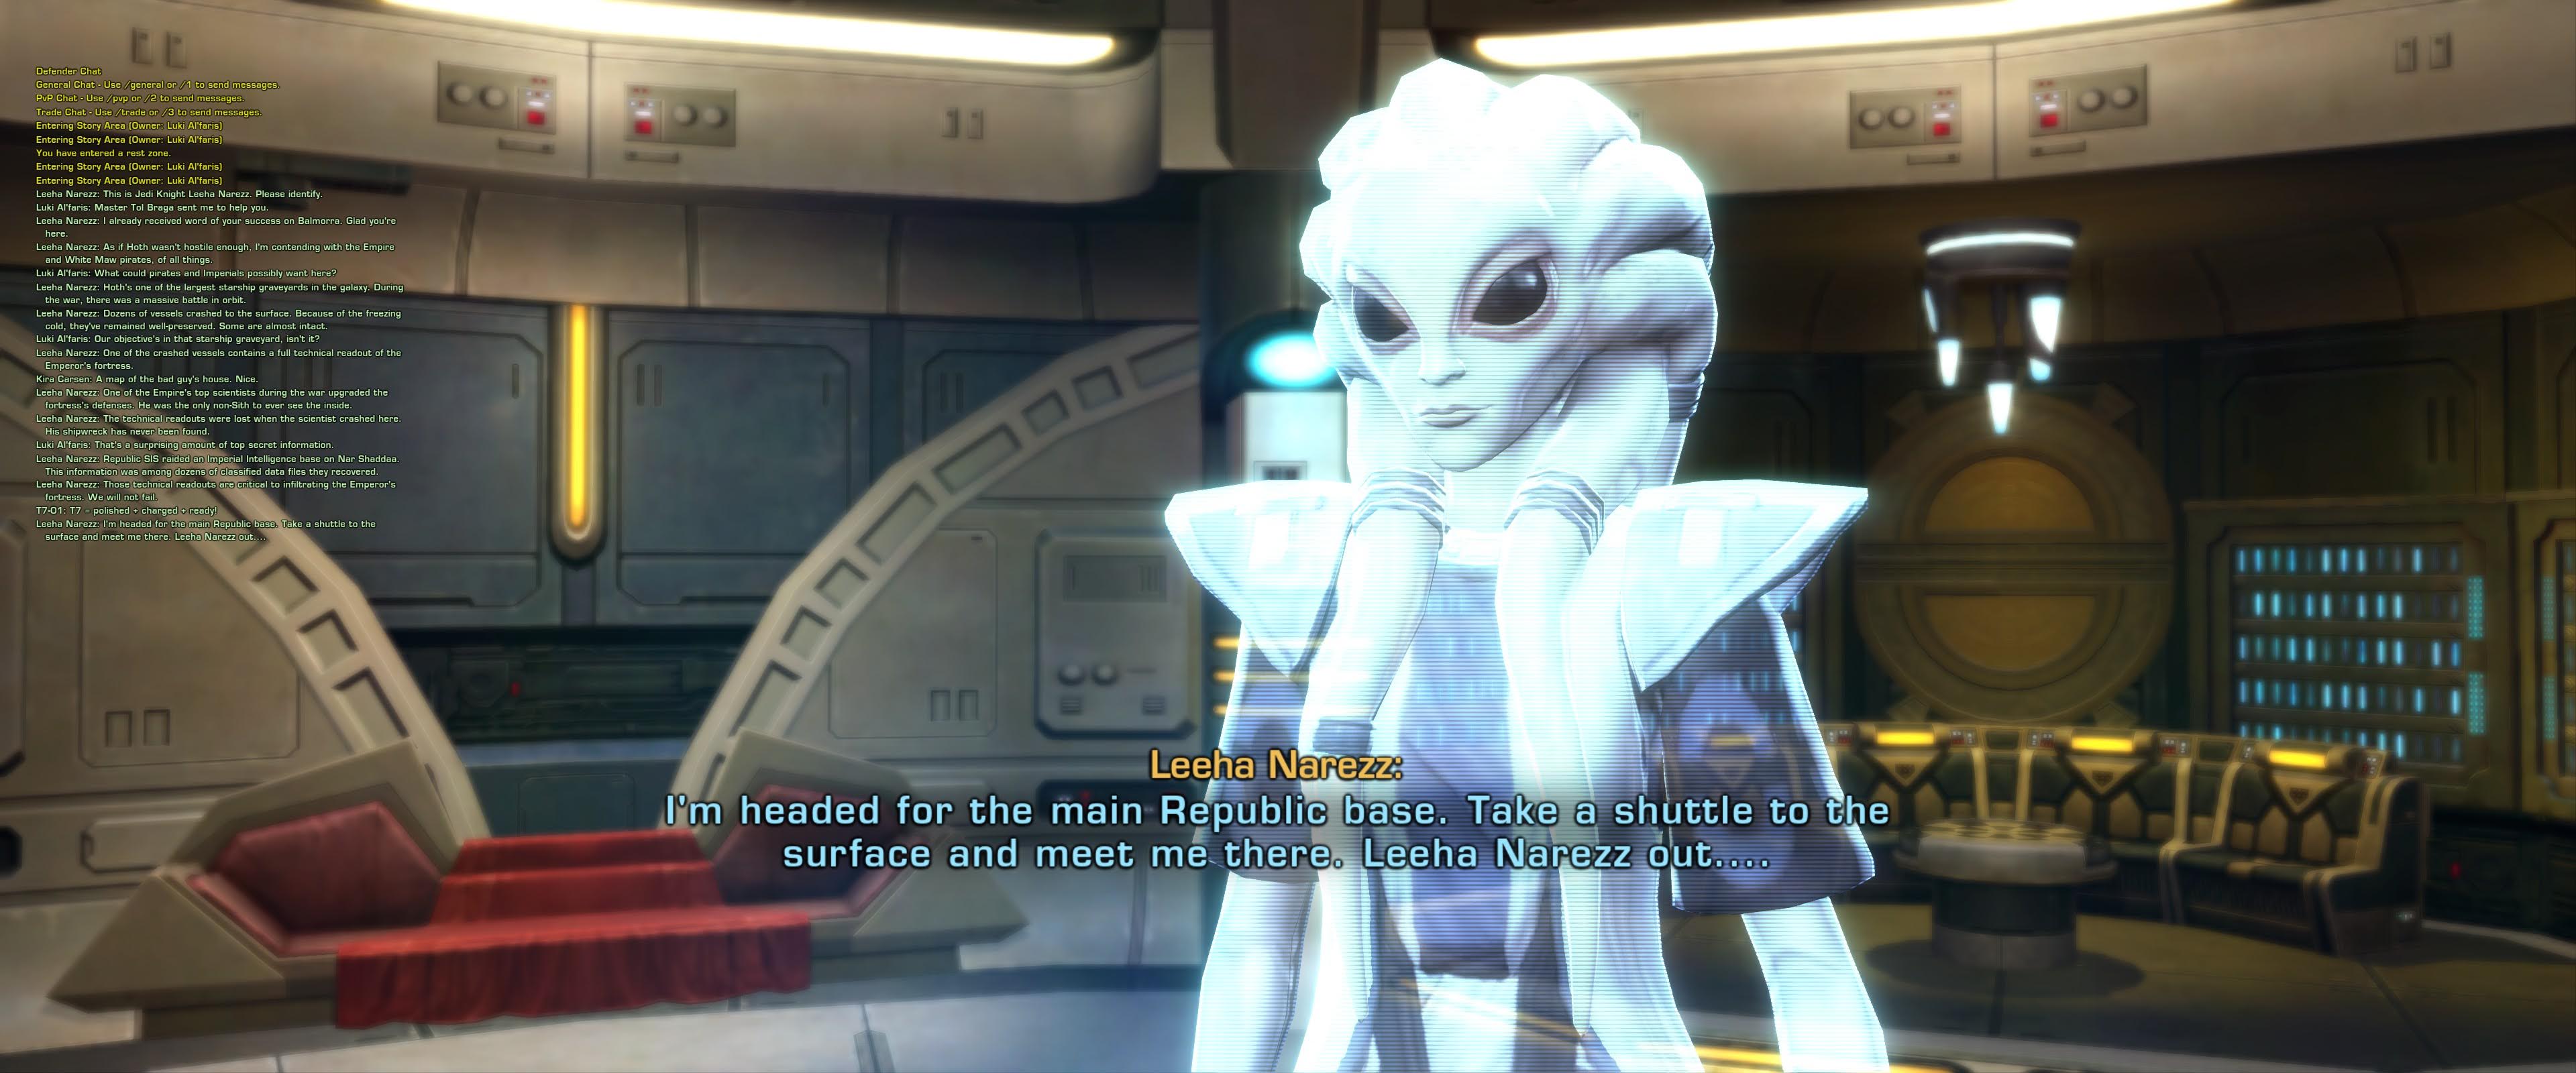 Defender Chat
General Chat - Use /general or /1 to send messages.
PvP Chat - Use /pvp or /2 to send messages.
Trade Chat - Use /trade or /3 to send messages.
Entering Story Area (Owner: Luki Al'faris)
Entering Story Area (Owner: Luki Al'faris)
You have entered a rest zone.
Entering Story Area (Owner: Luki Al'faris)
Entering Story Area (Owner: Luki Al'faris)
Leeha Narezz: This is Jedi Knight Leeha Narezz. Please identify.
Luki Al'faris: Master Tol Braga sent me to help you.
Leeha Narezz: I already received word of your success on Balmorra. Glad you're
here.
Leeha Narezz: As if Hoth wasn't hostile enough, I'm contending with the Empire
and White Maw pirates, of all things.
Luki Al'faris: What could pirates and Imperials possibly want here?
Leeha Narezz: Hoth's one of the largest starship graveyards in the galaxy. During
the war, there was a massive battle in orbit.
Leeha Narezz: Dozens of vessels crashed to the surface. Because of the freezing
cold, they've remained well-preserved. Some are almost intact.
Luki Al'faris: Our objective's in that starship graveyard, isn't it?
Leeha Narezz: One of the crashed vessels contains a full technical readout of the
Emperor's fortress.
Kira Carsen: A map of the bad guy's house. Nice.
Leeha Narezz: One of the Empire's top scientists during the war upgraded the
fortress's defenses. He was the only non-Sith to ever see the inside.
Leeha Narezz: The technical readouts were lost when the scientist crashed here.
His shipwreck has never been found.
Luki Al'faris: That's a surprising amount of top secret information.
Leeha Narezz: Republic SIS raided an Imperial Intelligence base on Nar Shaddaa.
This information was among dozens of classified data files they recovered.
Leeha Narezz: Those technical readouts are critical to infiltrating the Emperor's
fortress. We will not fail.
T7-O1: T7 = polished + charged + ready!
Leeha Narezz: I'm headed for the main Republic base. Take a shuttle to the
surface and meet me there. Leeha Narezz out....
Leeha Narezz:
I'm headed for the main Republic base. Take a shuttle to the
surface and meet me there. Leeha Narezz out....